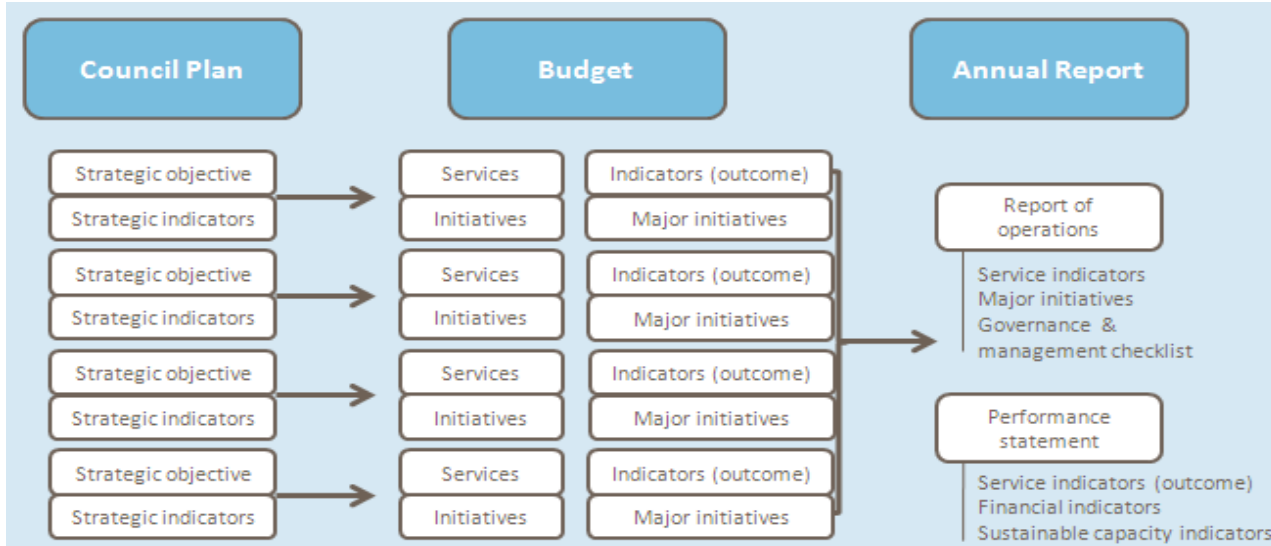 Council Plan
Budget
Annual Report
Strategic objective
Strategic indicators
Services
Initiatives
Indicators (outcome)
Major initiatives
Strategic objective
Strategic indicators
Services
Initiatives
Indicators (outcome)
Major initiatives
Strategic objective
Strategic indicators
Services
Initiatives
Indicators (outcome)
Major initiatives
Strategic objective
Strategic indicators
Services
Initiatives
Indicators (outcome)
Major initiatives
Report of
operations
Service indicators
Major initiatives
Governance &
management checklist
Performance
statement
Service indicators (outcome)
Financial indicators
Sustainable capacity indicators